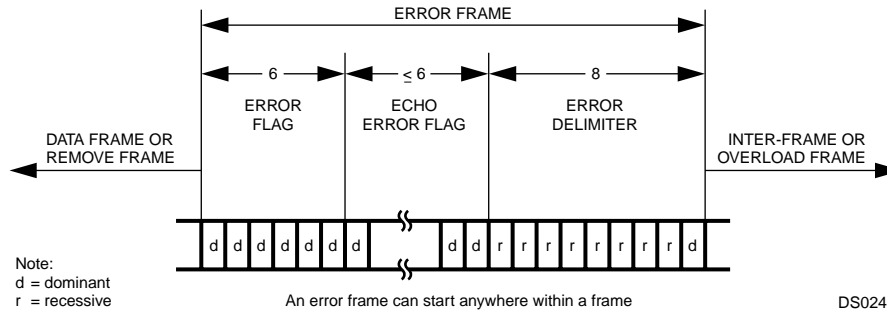 ERROR FRAME
6
≤ 6
8
ERROR
FLAG
ECHO
ERROR FLAG
ERROR
DELIMITER
DATA FRAME OR
REMOVE FRAME
INTER-FRAME OR
OVERLOAD FRAME
d d d d d d d d d r r r r r r r d
Note:
d = dominant
r = recessive
An error frame can start anywhere within a frame
DS024